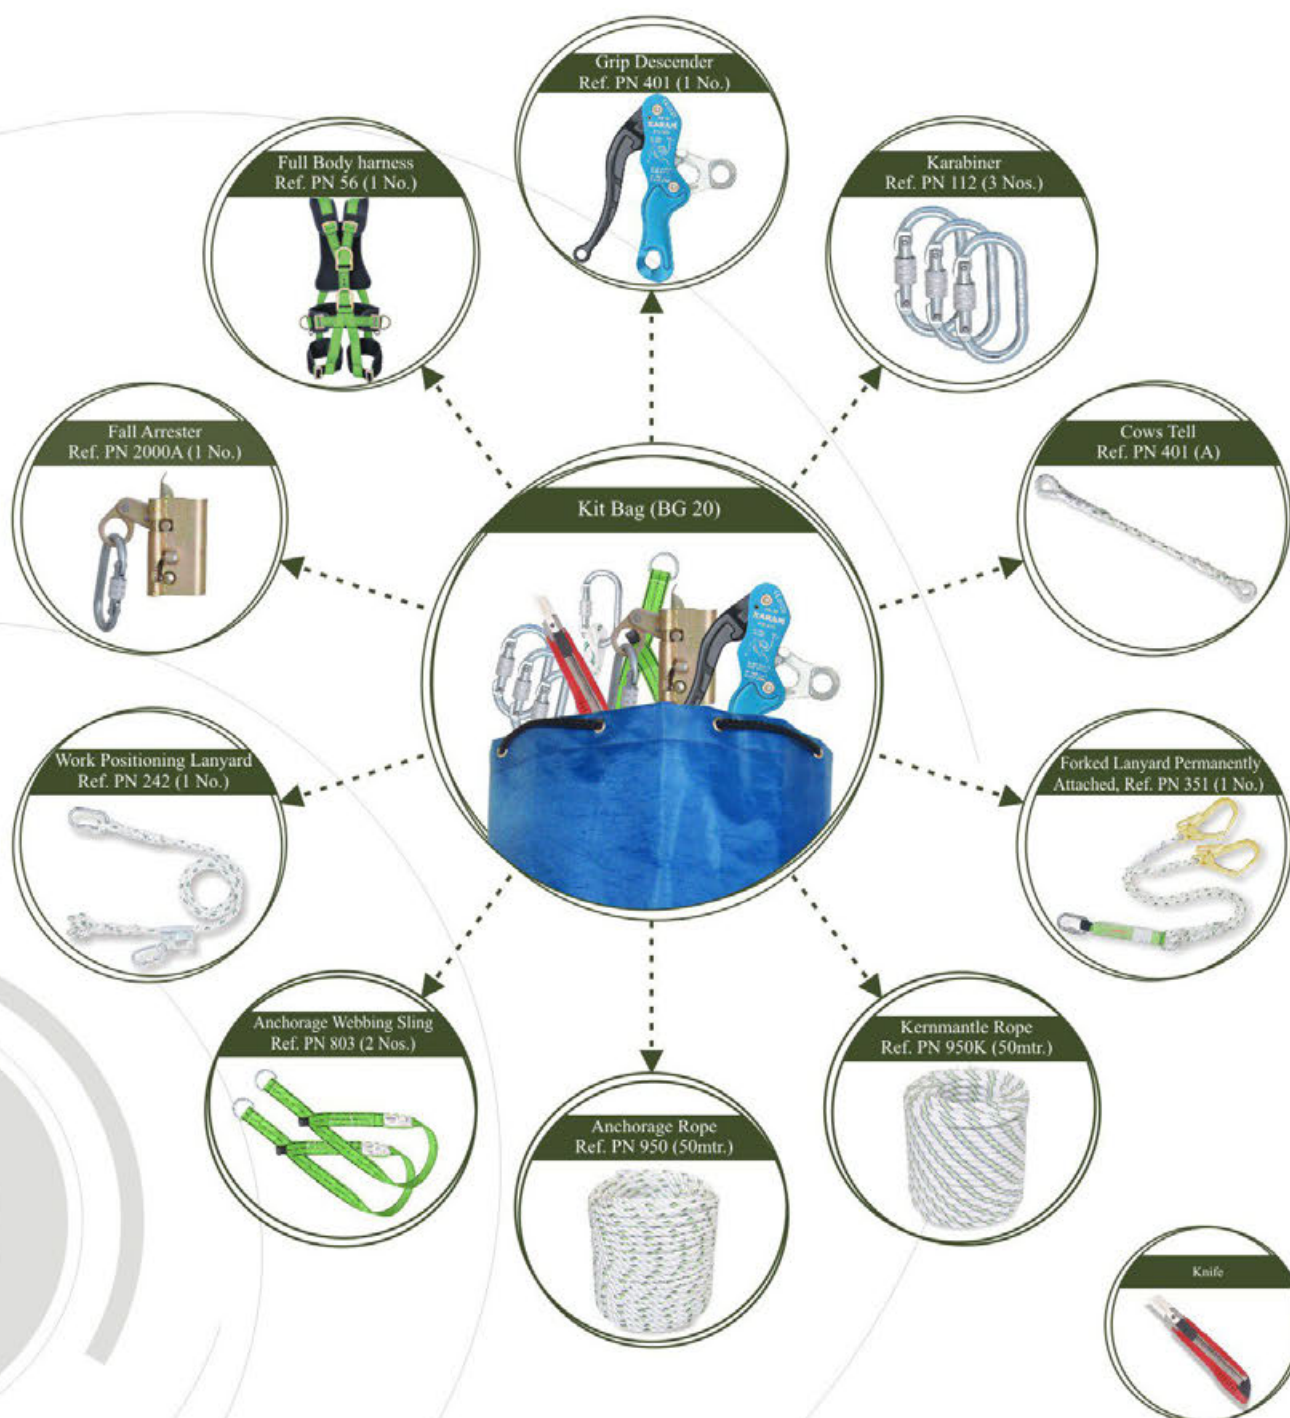 Grip Descender
Ref. PN 401 (1 No.)
KARAM
Full Body harness
Ref. PN 56 (1 No.)
Karabiner
Ref. PN 112 (3 Nos.)
Fall Arrester
Ref. PN 2000A (1 No.)
Cows Tell
Ref. PN 401 (A)
Kit Bag (BG 20)
KARAM
Work Positioning Lanyard
Ref. PN 242 (1 No.)
Forked Lanyard Permanently
Attached, Ref. PN 351 (1 No.)
Anchorage Webbing Sling
Ref. PN 803 (2 Nos.)
Kernmantle Rope
Ref. PN 950K (50mtr.)
Anchorage Rope
Ref. PN 950 (50mtr.)
Knife